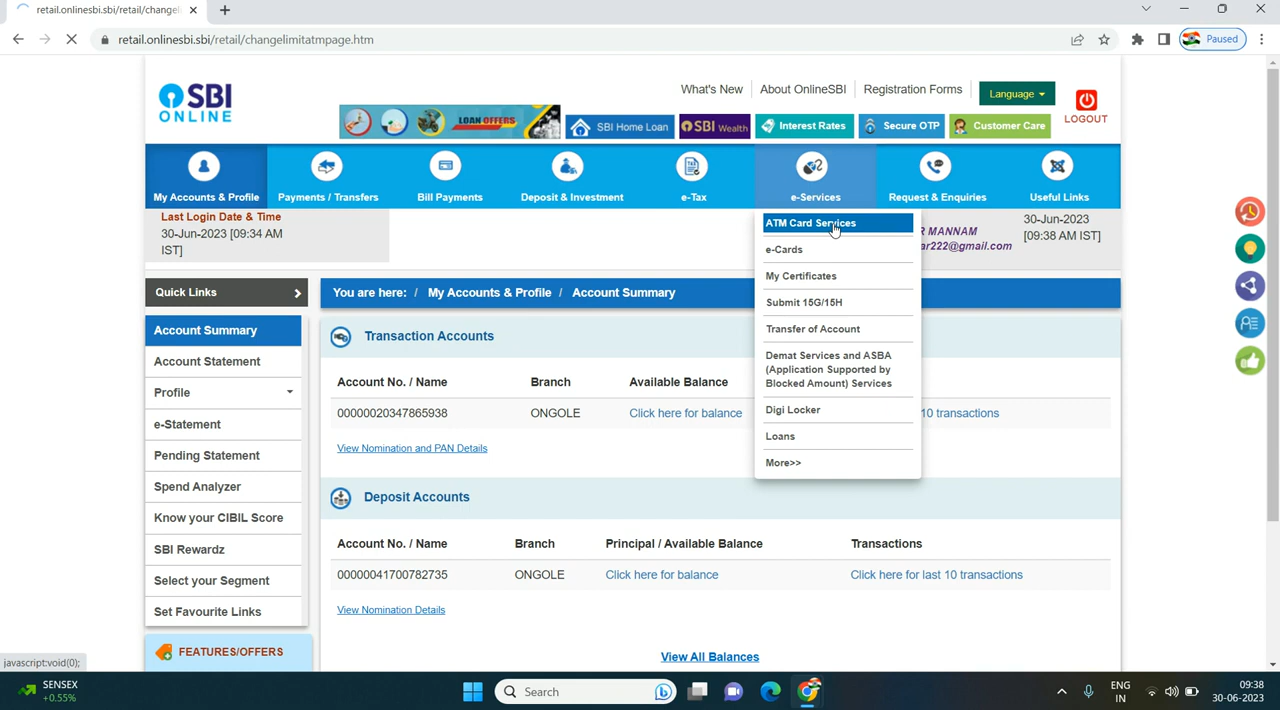 retail.onlinesbi.sbi/retail/changel
retail.onlinesbi.sbi/retail/changelimitatmpage.htm
Paused
SBI
ONLINE
What's New
About OnlineSBI
Registration Forms
Language
LOGOUT
LOAN OFFERS
SBI Home Loan
SBI Wealth
Interest Rates
Secure OTP
Customer Care
My Accounts & Profile
Payments / Transfers
Bill Payments
Deposit & Investment
e-Tax
e-Services
Request & Enquiries
Useful Links
Last Login Date & Time
30-Jun-2023 [09:34 AM
IST]
R MANNAM
ar222@gmail.com
30-Jun-2023
[09:38 AM IST]
ATM Card Services
e-Cards
My Certificates
Submit 15G/15H
Transfer of Account
Demat Services and ASBA
(Application Supported by
Blocked Amount) Services
Digi Locker
Loans
More>>
Quick Links
Account Summary
Account Statement
Profile
e-Statement
Pending Statement
Spend Analyzer
Know your CIBIL Score
SBI Rewardz
Select your Segment
Set Favourite Links
FEATURES/OFFERS
You are here: / My Accounts & Profile / Account Summary
Transaction Accounts
Account No. / Name Branch Available Balance
00000020347865938 ONGOLE Click here for balance 10 transactions
View Nomination and PAN Details
Deposit Accounts
Account No. / Name Branch Principal / Available Balance Transactions
00000041700782735 ONGOLE Click here for balance Click here for last 10 transactions
View Nomination Details
View All Balances
javascript:void(0);
SENSEX
+0.55%
Search
ENG
IN
09:38
30-06-2023